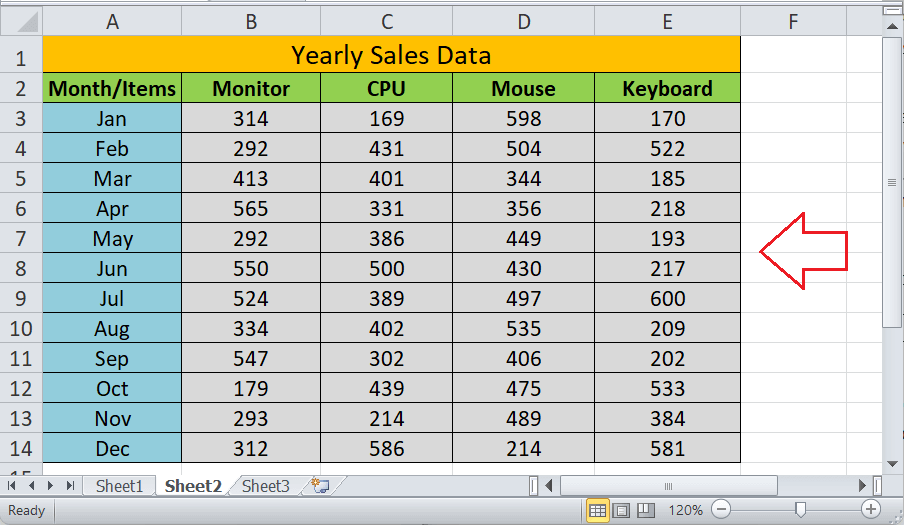 A B C D E F
1 Yearly Sales Data
2 Month/Items Monitor CPU Mouse Keyboard
3 Jan 314 169 598 170
4 Feb 292 431 504 522
5 Mar 413 401 344 185
6 Apr 565 331 356 218
7 May 292 386 449 193
8 Jun 550 500 430 217
9 Jul 524 389 497 600
10 Aug 334 402 535 209
11 Sep 547 302 406 202
12 Oct 179 439 475 533
13 Nov 293 214 489 384
14 Dec 312 586 214 581
Sheet1 Sheet2 Sheet3
Ready 120%